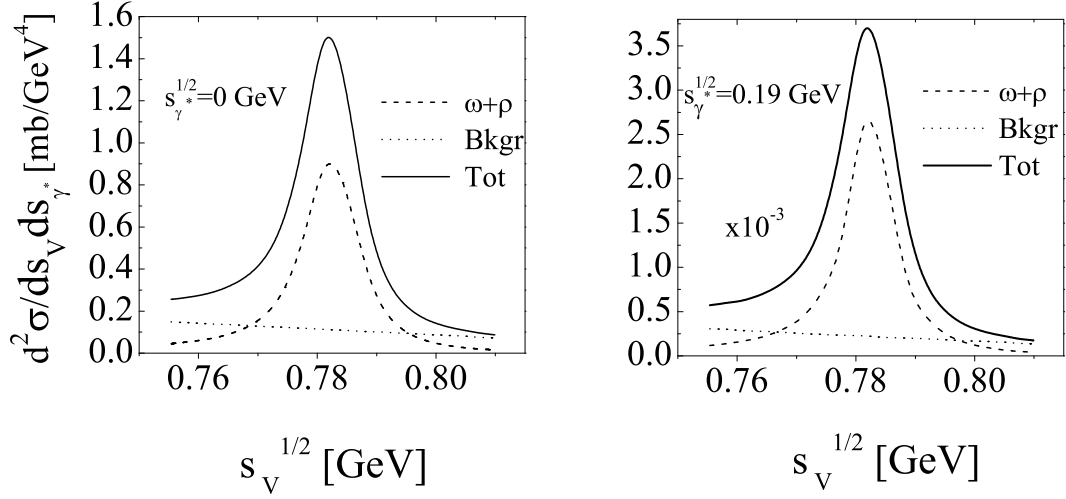 d²σ/ds_V ds_γ* [mb/GeV⁴]
1.6
1.4
1.2
1.0
0.8
0.6
0.4
0.2
0.0
s_γ*^1/2=0 GeV
ω+ρ
Bkgr
Tot
0.76 0.78 0.80
s_V^1/2 [GeV]
3.5
3.0
2.5
2.0
1.5
1.0
0.5
0.0
s_γ*^1/2=0.19 GeV
ω+ρ
Bkgr
Tot
x10^-3
0.76 0.78 0.80
s_V^1/2 [GeV]